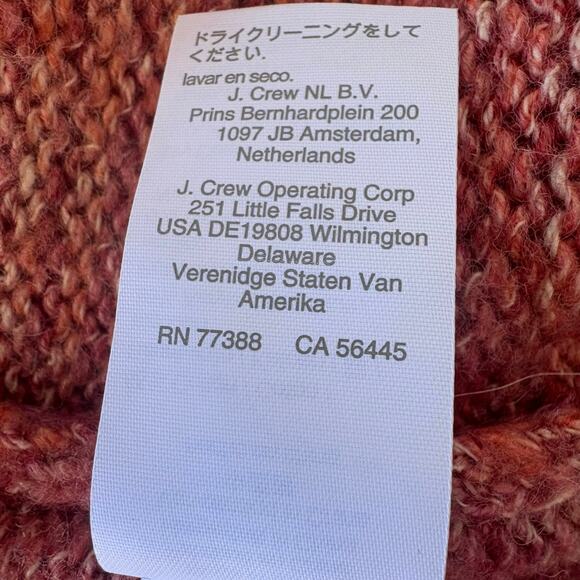 ドライクリーニングをして
ください.
lavar en seco.
J. Crew NL B.V.
Prins Bernhardplein 200
1097 JB Amsterdam,
Netherlands
J. Crew Operating Corp
251 Little Falls Drive
USA DE19808 Wilmington
Delaware
Verenidge Staten Van
Amerika
RN 77388 CA 56445